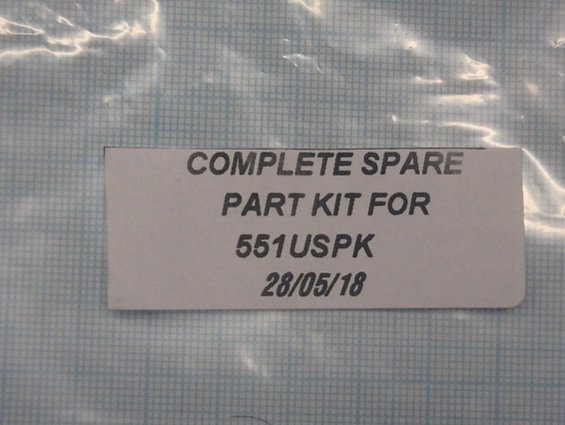 COMPLETE SPARE
PART KIT FOR
551USPK
28/05/18